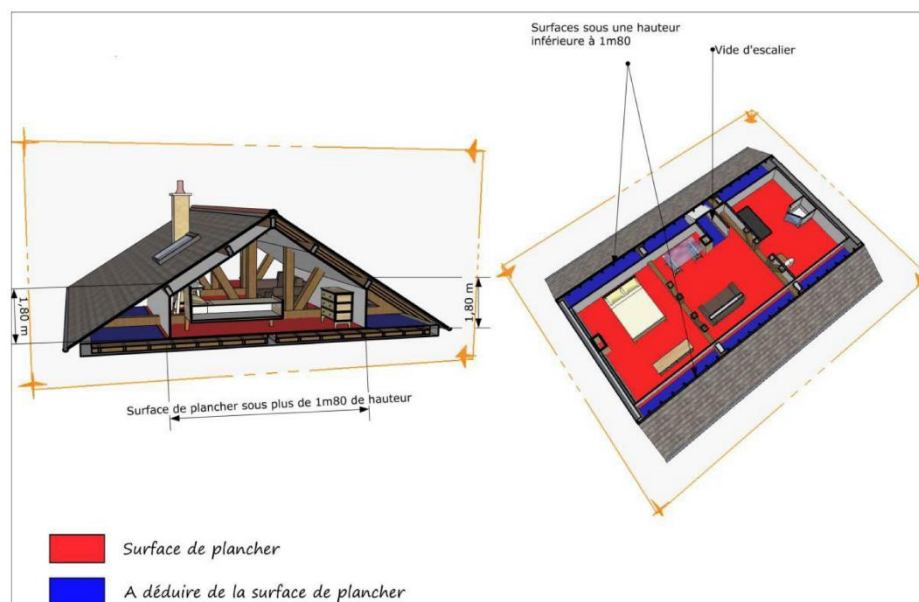 Surfaces sous une hauteur
inférieure à 1m80
Vide d'escalier
1,80 m
1,80 m
Surface de plancher sous plus de 1m80 de hauteur
Surface de plancher
A déduire de la surface de plancher